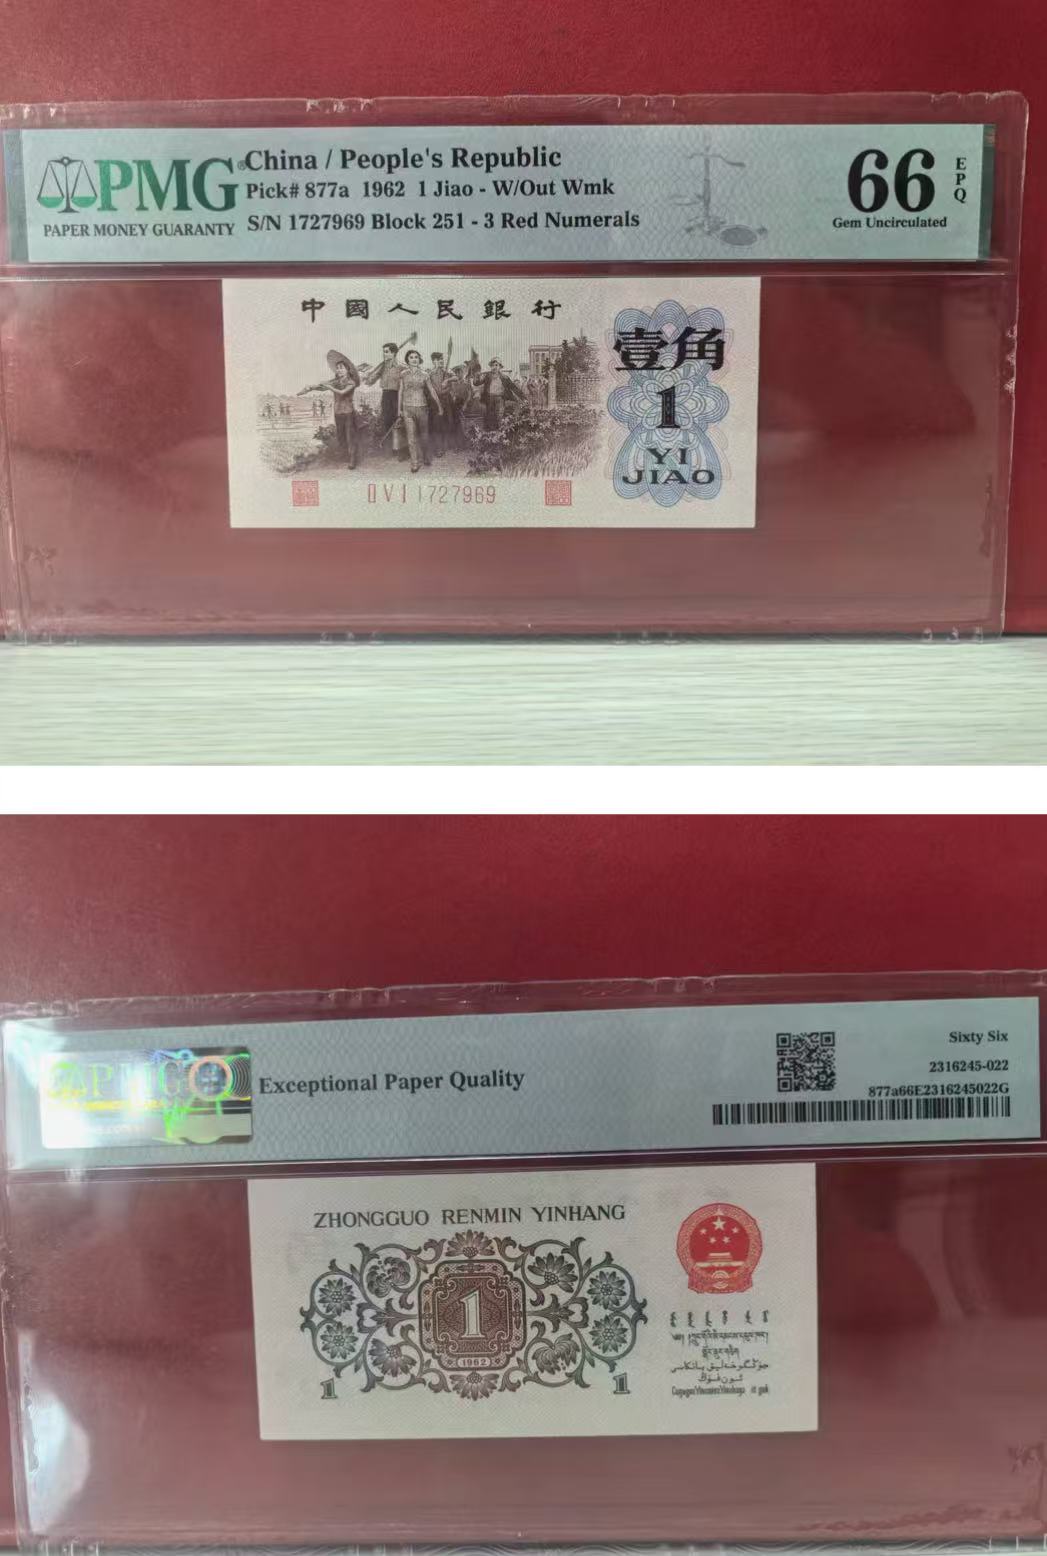 PMG
PAPER MONEY GUARANTY
China / People's Republic
Pick# 877a 1962 1 Jiao - W/Out Wmk
S/N 1727969 Block 251 - 3 Red Numerals
66
EPQ
Gem Uncirculated
中國人民銀行
壹角
1
YI
JIAO
ⅡⅤⅠ 1727969
PMG
Exceptional Paper Quality
Sixty Six
2316245-022
877a66E2316245022G
ZHONGGUO RENMIN YINHANG
1
1962
1
1